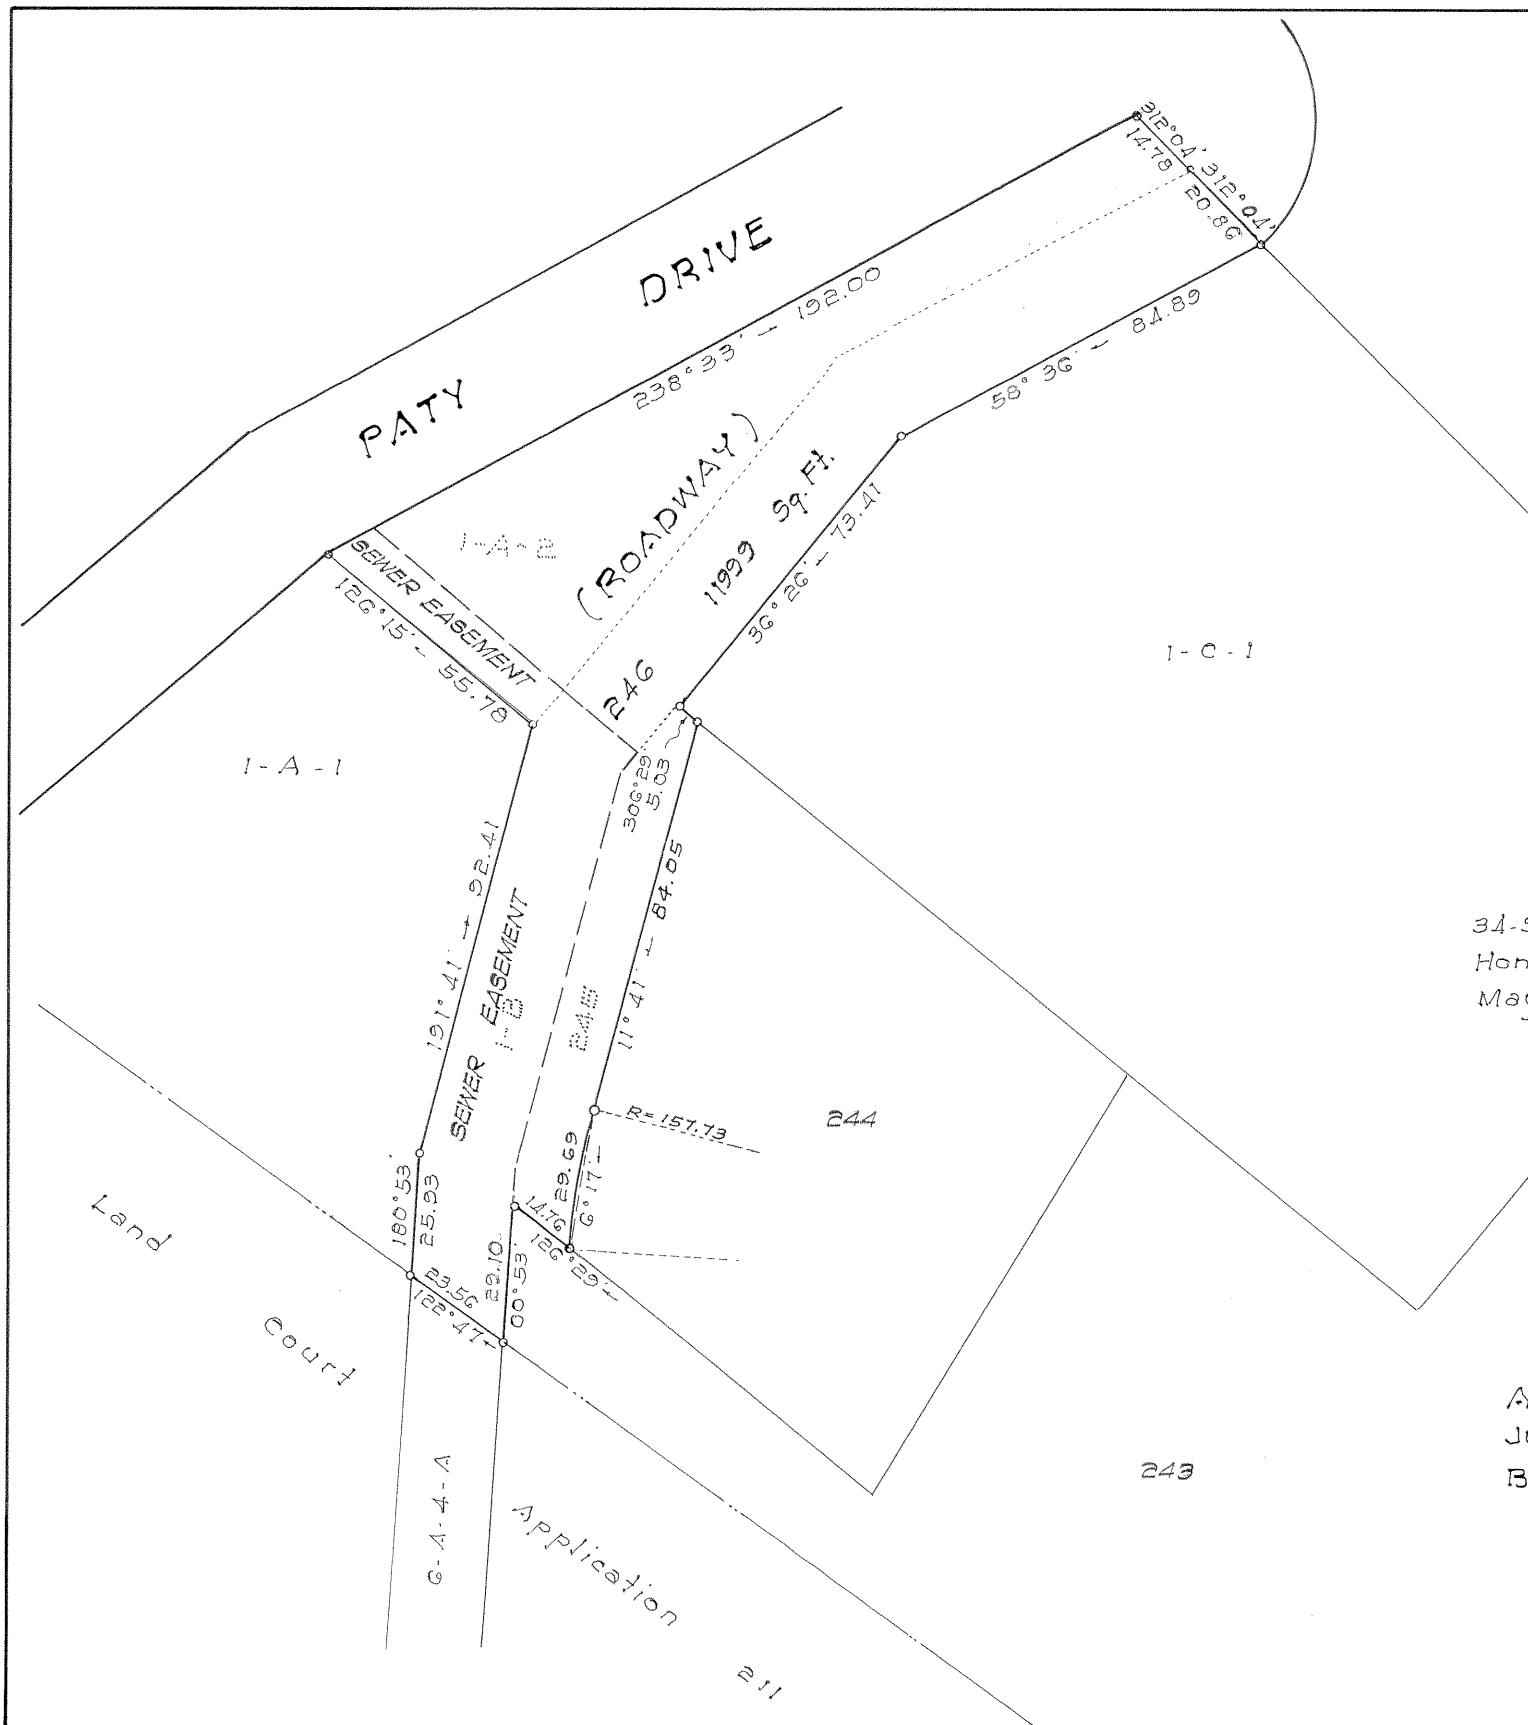 312°04'
14.78
312°04'
20.86
PATY DRIVE
238°33' 192.00
58°36' 84.89
(ROADWAY)
11999 Sq. Ft.
1-A-2
SEWER EASEMENT
126°15' 55.78
36°26' 73.41
246
1-C-1
306°29
5.03
1-A-1
191°41' 92.41
SEWER EASEMENT
1-B
245
11°41' 84.05
34-
R=157.73
244
29.69
6°17'
180°53'
25.93
14.76
126°29'
29.10
00°53'
23.56
122°47'
Land
Court
Application
211
6-A-4-A
243